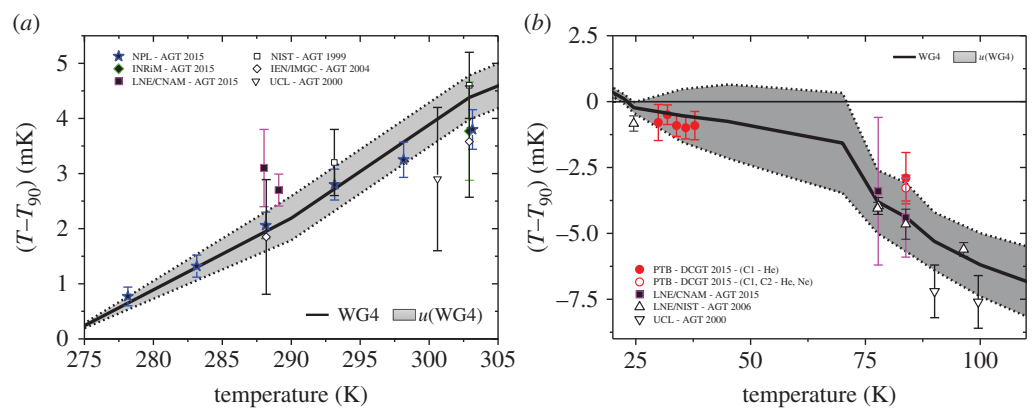 (a)
5
4
3
2
1
0
(T–T90) (mK)
NPL - AGT 2015
INRiM - AGT 2015
LNE/CNAM - AGT 2015
NIST - AGT 1999
IEN/IMGC - AGT 2004
UCL - AGT 2000
WG4
u(WG4)
275 280 285 290 295 300 305
temperature (K)
(b)
2.5
0
–2.5
–5.0
–7.5
(T–T90) (mK)
WG4
u(WG4)
PTB - DCGT 2015 - (C1 - He)
PTB - DCGT 2015 - (C1, C2 - He, Ne)
LNE/CNAM - AGT 2015
LNE/NIST - AGT 2006
UCL - AGT 2000
25 50 75 100
temperature (K)